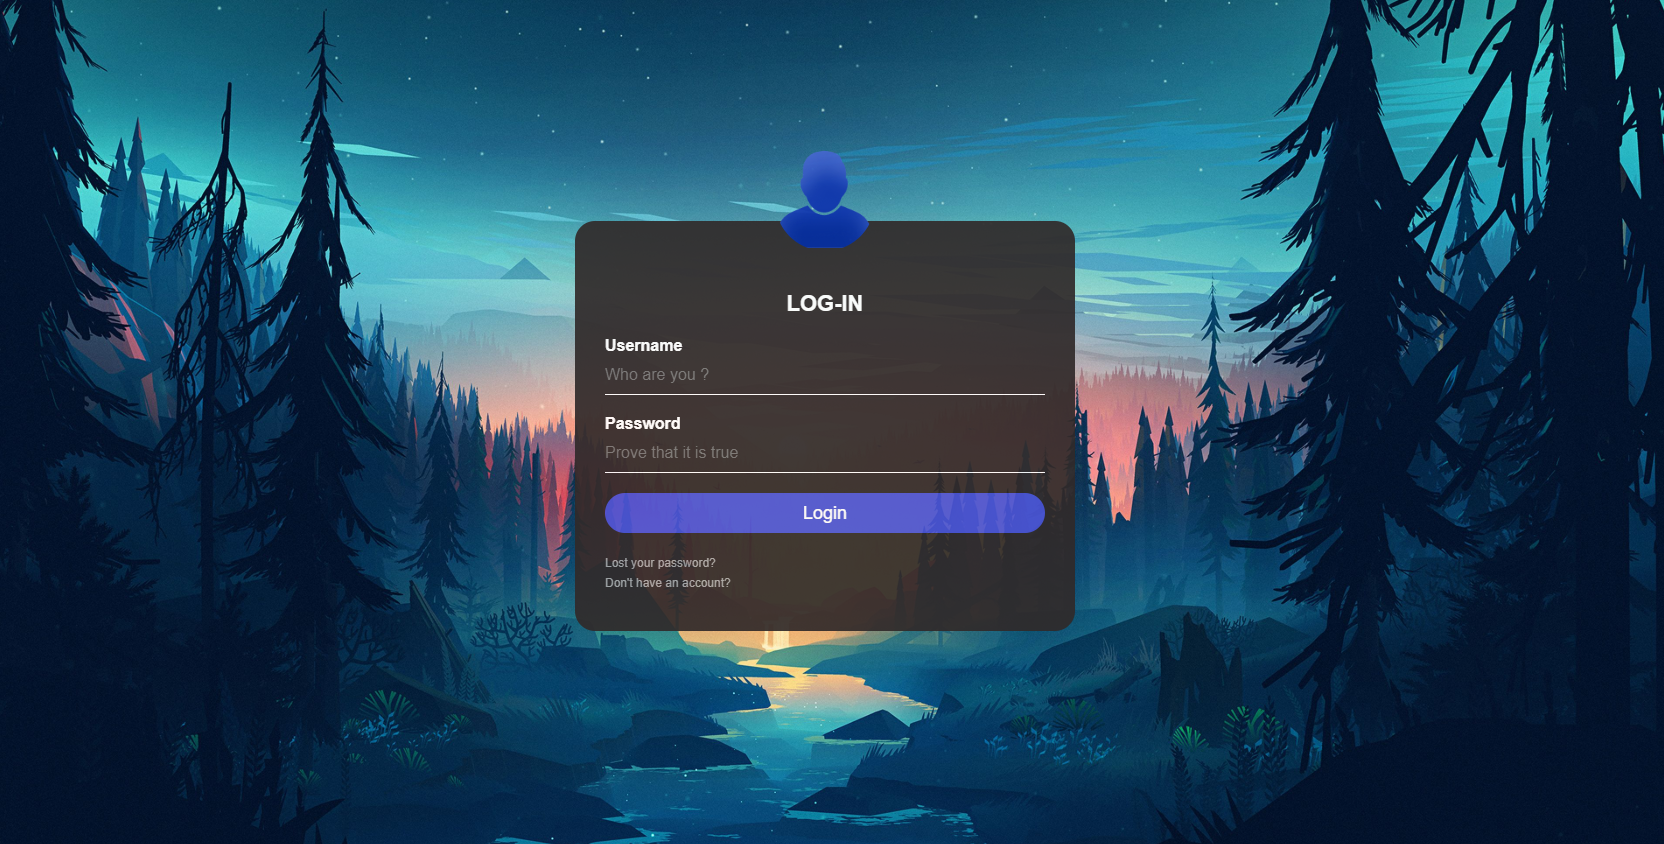 LOG-IN
Username
Who are you ?
Password
Prove that it is true
Login
Lost your password?
Don't have an account?